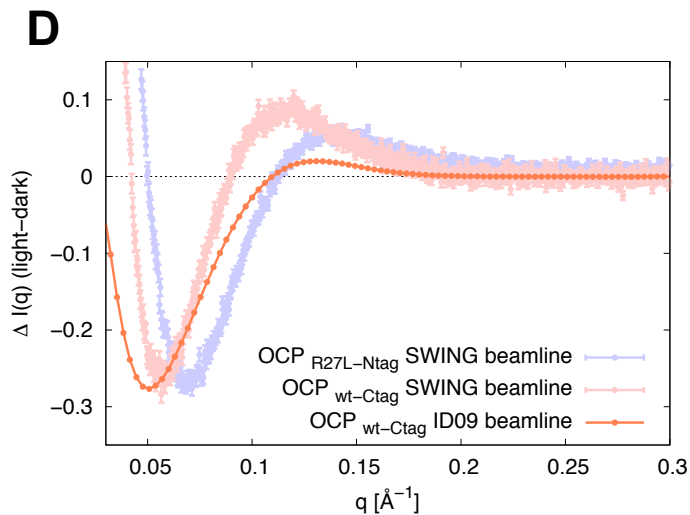 D
0.1
0
−0.1
−0.2
−0.3
Δ I(q) (light−dark)
OCP R27L−Ntag SWING beamline
OCP wt−Ctag SWING beamline
OCP wt−Ctag ID09 beamline
0.05 0.1 0.15 0.2 0.25 0.3
q [Å−1]